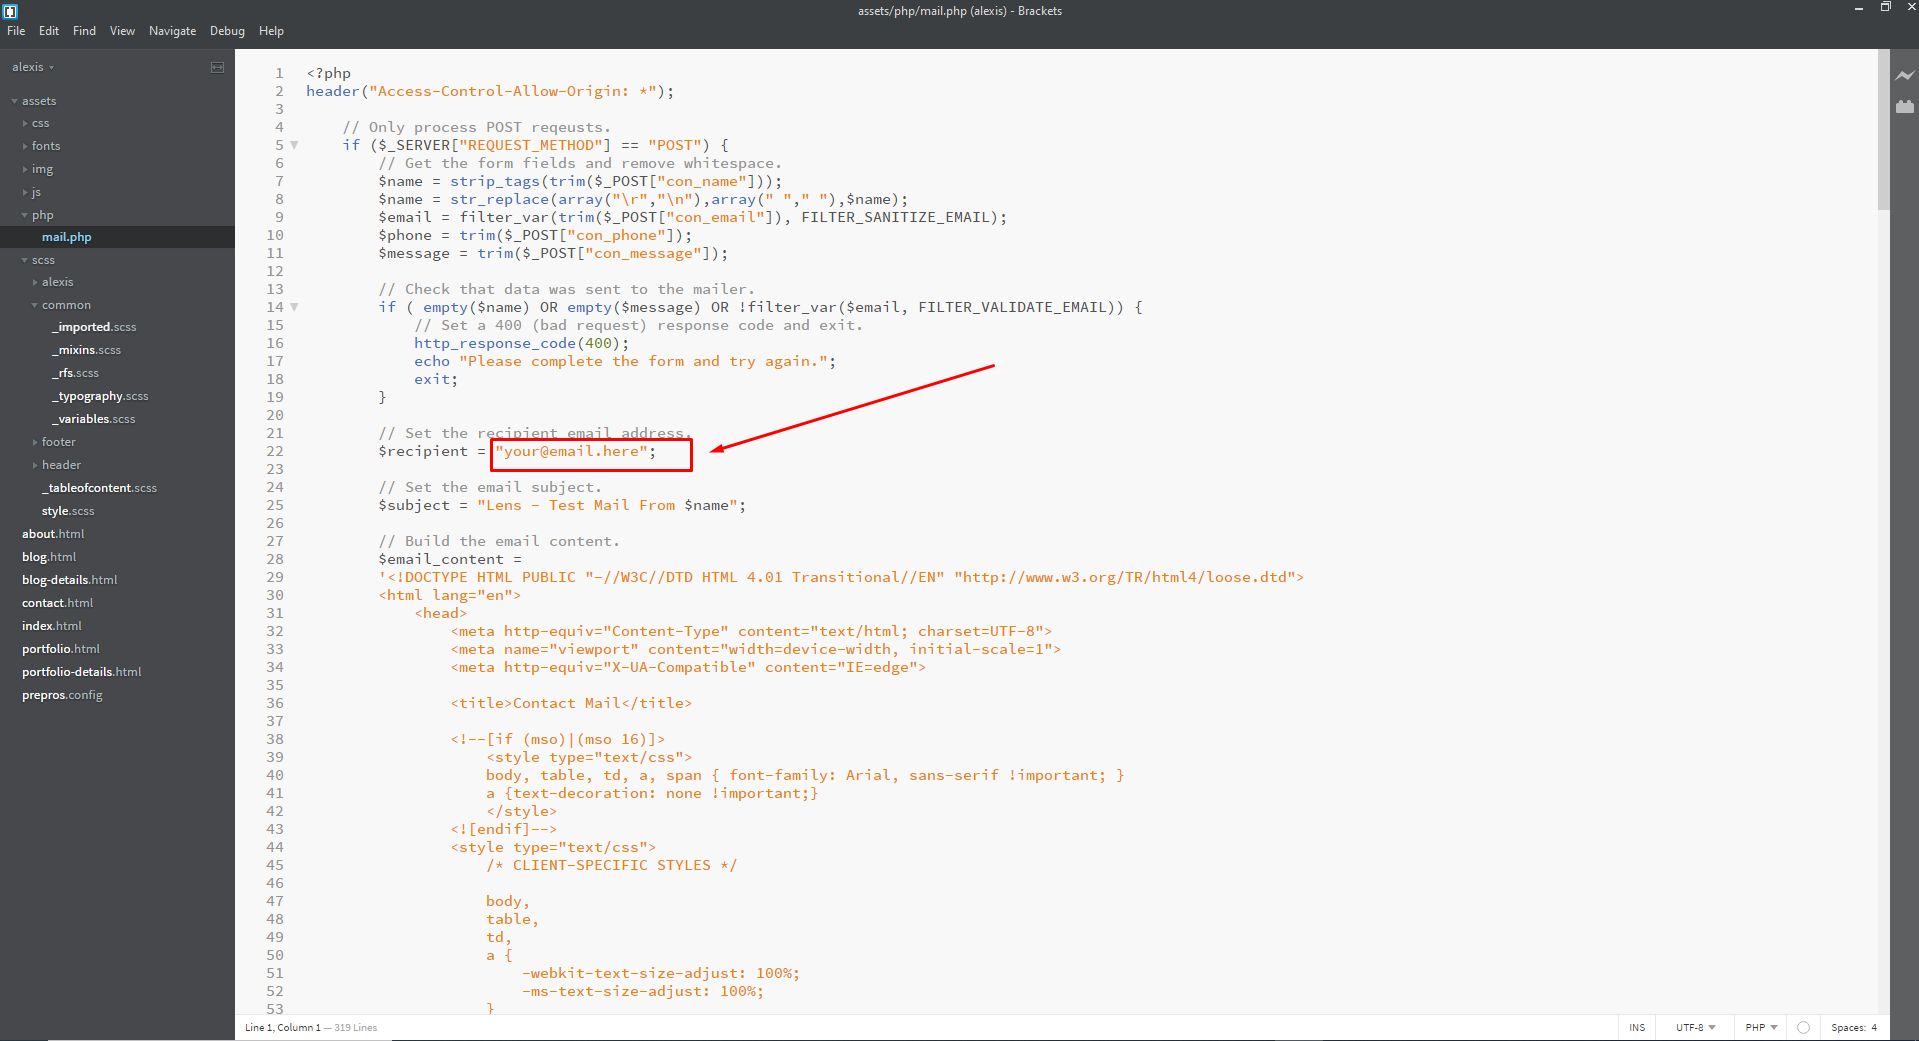 assets/php/mail.php (alexis) - Brackets
File Edit Find View Navigate Debug Help
alexis
assets
css
fonts
img
js
php
mail.php
scss
alexis
common
_imported.scss
_mixins.scss
_rfs.scss
_typography.scss
_variables.scss
footer
header
_tableofcontent.scss
style.scss
about.html
blog.html
blog-details.html
contact.html
index.html
portfolio.html
portfolio-details.html
prepros.config
1 <?php
2 header("Access-Control-Allow-Origin: *");
3
4 // Only process POST reqeusts.
5 if ($_SERVER["REQUEST_METHOD"] == "POST") {
6 // Get the form fields and remove whitespace.
7 $name = strip_tags(trim($_POST["con_name"]));
8 $name = str_replace(array("\r","\n"),array(" "," "),$name);
9 $email = filter_var(trim($_POST["con_email"]), FILTER_SANITIZE_EMAIL);
10 $phone = trim($_POST["con_phone"]);
11 $message = trim($_POST["con_message"]);
12
13 // Check that data was sent to the mailer.
14 if ( empty($name) OR empty($message) OR !filter_var($email, FILTER_VALIDATE_EMAIL)) {
15 // Set a 400 (bad request) response code and exit.
16 http_response_code(400);
17 echo "Please complete the form and try again.";
18 exit;
19 }
20
21 // Set the recipient email address.
22 $recipient = "your@email.here";
23
24 // Set the email subject.
25 $subject = "Lens - Test Mail From $name";
26
27 // Build the email content.
28 $email_content =
29 '<!DOCTYPE HTML PUBLIC "-//W3C//DTD HTML 4.01 Transitional//EN" "http://www.w3.org/TR/html4/loose.dtd">
30 <html lang="en">
31 <head>
32 <meta http-equiv="Content-Type" content="text/html; charset=UTF-8">
33 <meta name="viewport" content="width=device-width, initial-scale=1">
34 <meta http-equiv="X-UA-Compatible" content="IE=edge">
35
36 <title>Contact Mail</title>
37
38 <!--[if (mso)|(mso 16)]>
39 <style type="text/css">
40 body, table, td, a, span { font-family: Arial, sans-serif !important; }
41 a {text-decoration: none !important;}
42 </style>
43 <![endif]-->
44 <style type="text/css">
45 /* CLIENT-SPECIFIC STYLES */
46
47 body,
48 table,
49 td,
50 a {
51 -webkit-text-size-adjust: 100%;
52 -ms-text-size-adjust: 100%;
53 }
Line 1, Column 1 — 319 Lines
INS UTF-8 PHP Spaces: 4